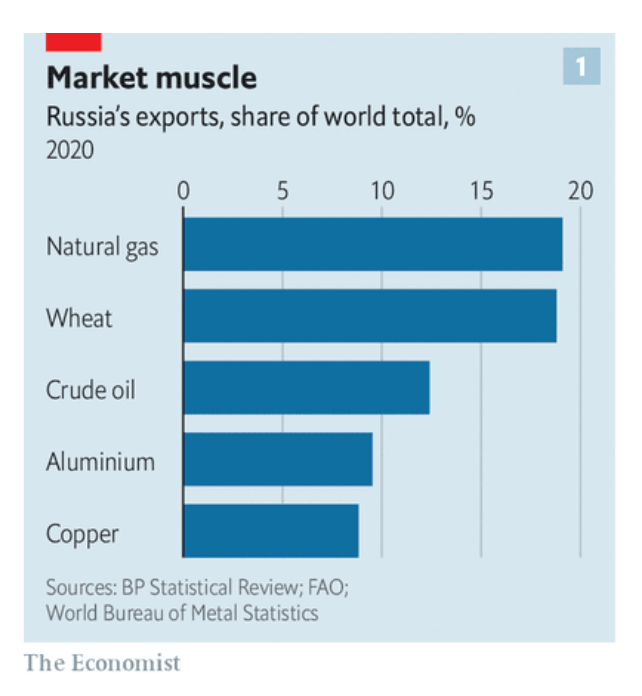 1
Market muscle
Russia's exports, share of world total, %
2020
0 5 10 15 20
Natural gas
Wheat
Crude oil
Aluminium
Copper
Sources: BP Statistical Review; FAO;
World Bureau of Metal Statistics
The Economist